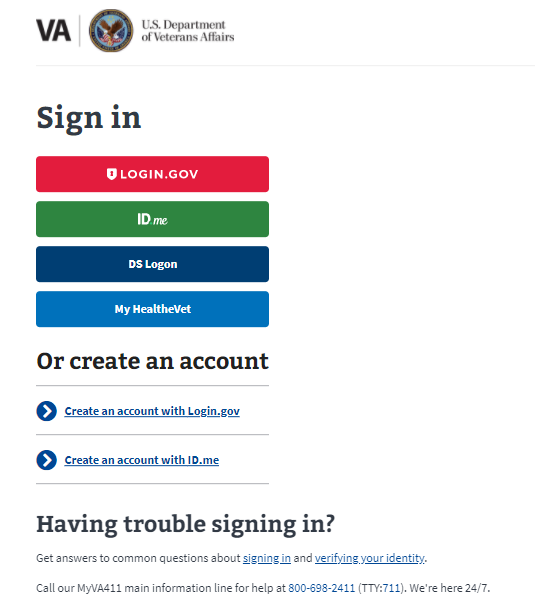 VA
U.S. Department
of Veterans Affairs
Sign in
LOGIN.GOV
ID.me
DS Logon
My HealtheVet
Or create an account
Create an account with Login.gov
Create an account with ID.me
Having trouble signing in?
Get answers to common questions about signing in and verifying your identity.
Call our MyVA411 main information line for help at 800-698-2411 (TTY:711). We're here 24/7.